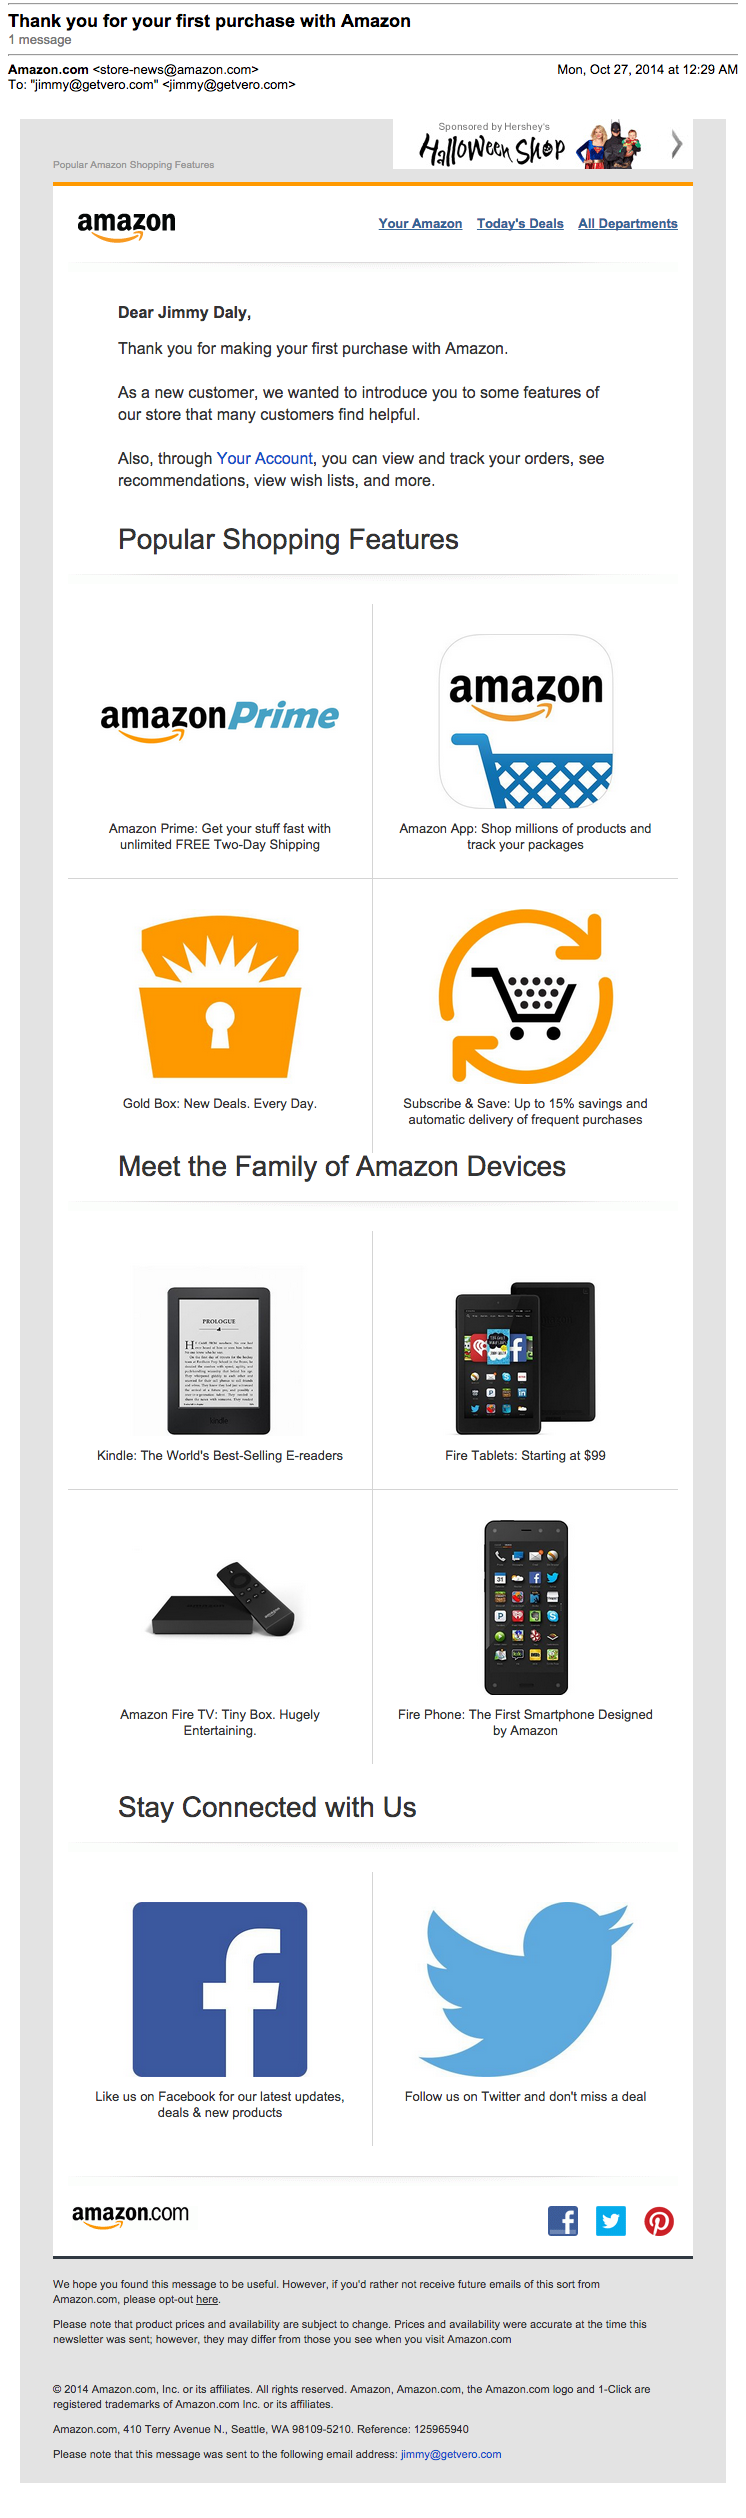 Thank you for your first purchase with Amazon
1 message
Amazon.com <store-news@amazon.com>
Mon, Oct 27, 2014 at 12:29 AM
To: "jimmy@getvero.com" <jimmy@getvero.com>
Sponsored by Hershey's
Halloween Shop
Popular Amazon Shopping Features
amazon
Your Amazon Today's Deals All Departments
Dear Jimmy Daly,
Thank you for making your first purchase with Amazon.
As a new customer, we wanted to introduce you to some features of
our store that many customers find helpful.
Also, through Your Account, you can view and track your orders, see
recommendations, view wish lists, and more.
Popular Shopping Features
amazonPrime
amazon
Amazon Prime: Get your stuff fast with
unlimited FREE Two-Day Shipping
Amazon App: Shop millions of products and
track your packages
Gold Box: New Deals. Every Day.
Subscribe & Save: Up to 15% savings and
automatic delivery of frequent purchases
Meet the Family of Amazon Devices
PROLOGUE
kindle
Kindle: The World's Best-Selling E-readers
Fire Tablets: Starting at $99
Amazon Fire TV: Tiny Box. Hugely
Entertaining.
Fire Phone: The First Smartphone Designed
by Amazon
Stay Connected with Us
Like us on Facebook for our latest updates,
deals & new products
Follow us on Twitter and don't miss a deal
amazon.com
We hope you found this message to be useful. However, if you'd rather not receive future emails of this sort from
Amazon.com, please opt-out here.
Please note that product prices and availability are subject to change. Prices and availability were accurate at the time this
newsletter was sent; however, they may differ from those you see when you visit Amazon.com
© 2014 Amazon.com, Inc. or its affiliates. All rights reserved. Amazon, Amazon.com, the Amazon.com logo and 1-Click are
registered trademarks of Amazon.com Inc. or its affiliates.
Amazon.com, 410 Terry Avenue N., Seattle, WA 98109-5210. Reference: 125965940
Please note that this message was sent to the following email address: jimmy@getvero.com